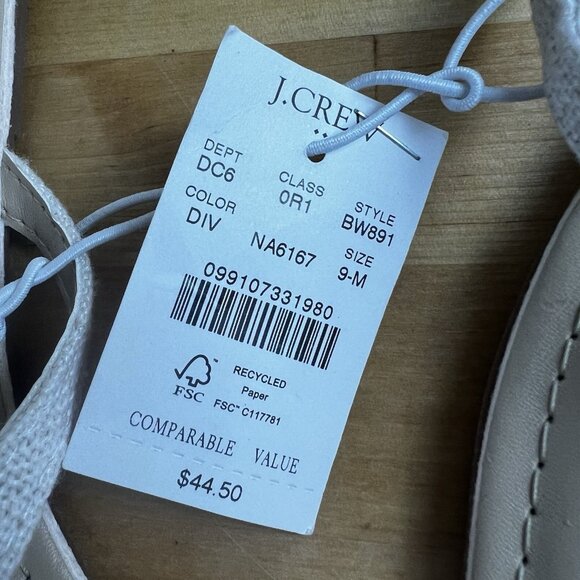 J.CREW
DEPT CLASS STYLE
DC6 0R1 BW891
COLOR SIZE
DIV NA6167 9-M
099107331980
FSC
RECYCLED
Paper
FSC™ C117781
COMPARABLE VALUE
$44.50